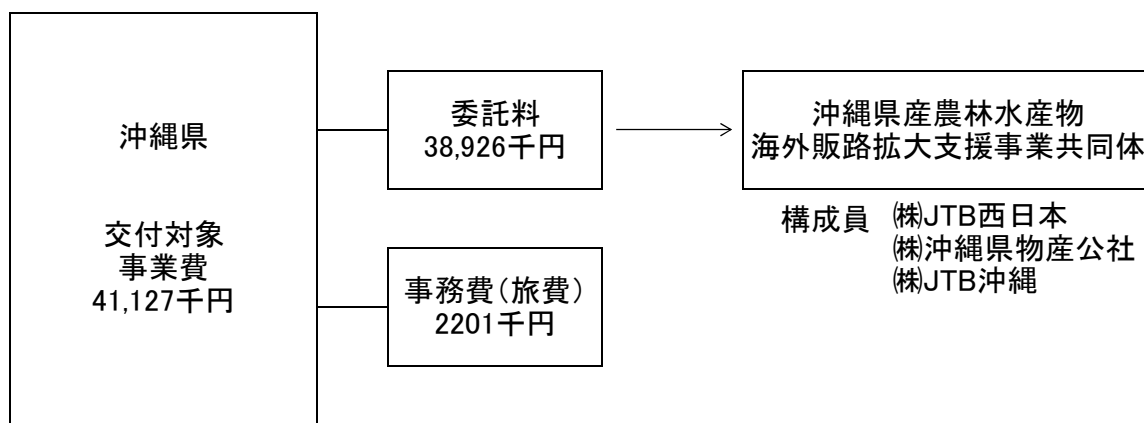 沖縄県
交付対象
事業費
41,127千円
委託料
38,926千円
事務費（旅費）
2201千円
沖縄県産農林水産物
海外販路拡大支援事業共同体
構成員 ㈱JTB西日本
㈱沖縄県物産公社
㈱JTB沖縄